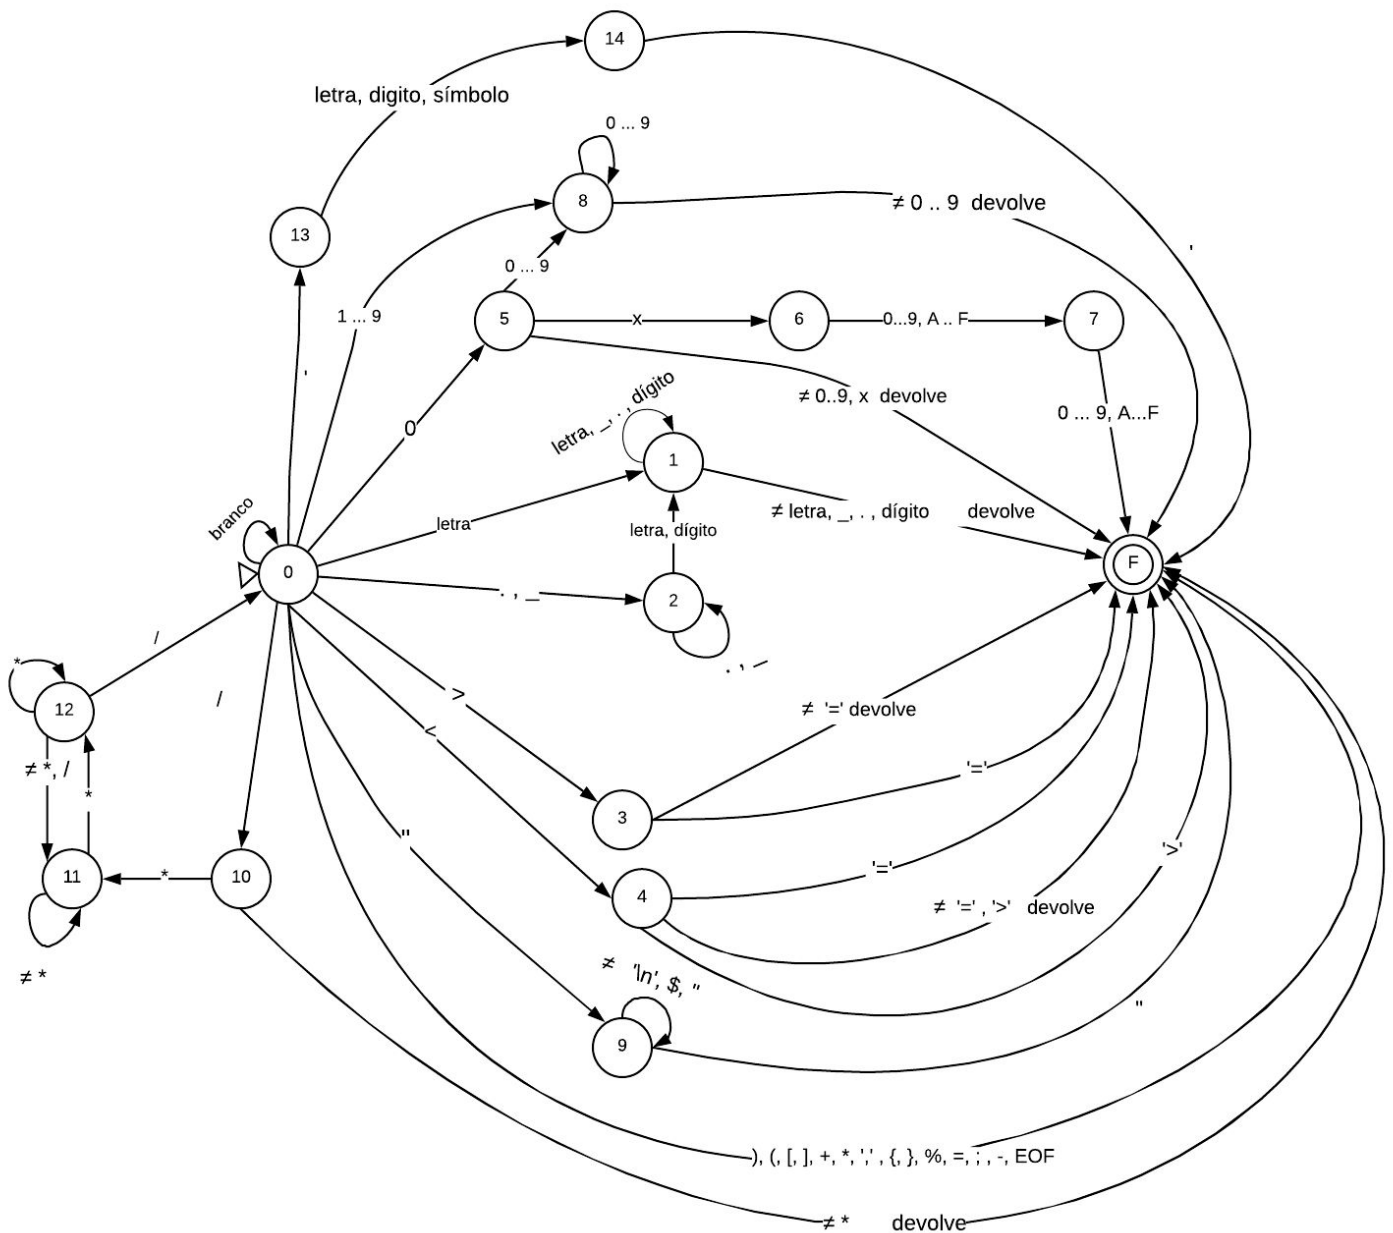 14
letra, digito, símbolo
0 ... 9
8
≠ 0 .. 9 devolve
13
'
0 ... 9
1 ... 9
5
x
6
0...9, A .. F
7
'
≠ 0..9, x devolve
letra, _, . , dígito
0 ... 9, A...F
0
1
branco
letra
≠ letra, _, . , dígito devolve
letra, dígito
F
0
. , _
2
/
*
. , _
/
>
12
<
≠ '=' devolve
≠ *, /
'='
*
3
"
'>'
'='
11
*
10
4
≠ '=' , '>' devolve
≠ *
≠ '\n', $, "
"
9
), (, [, ], +, *, ',' , {, }, %, =, ; , -, EOF
≠ * devolve